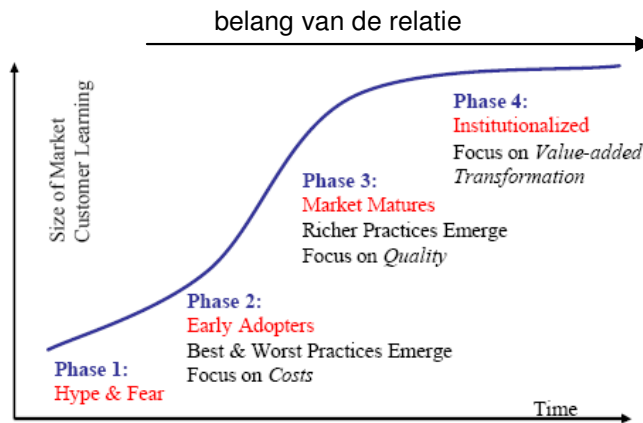 belang van de relatie
Size of Market
Customer Learning
Phase 4:
Institutionalized
Focus on Value-added
Transformation
Phase 3:
Market Matures
Richer Practices Emerge
Focus on Quality
Phase 2:
Early Adopters
Best & Worst Practices Emerge
Focus on Costs
Phase 1:
Hype & Fear
Time